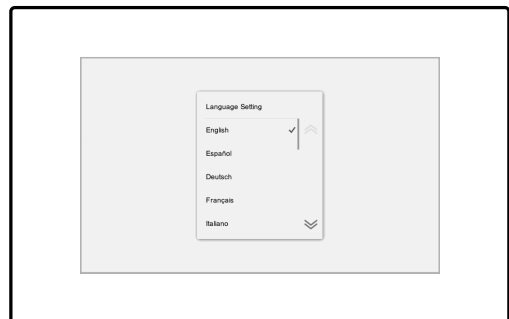 Language Setting
English
Español
Deutsch
Français
Italiano